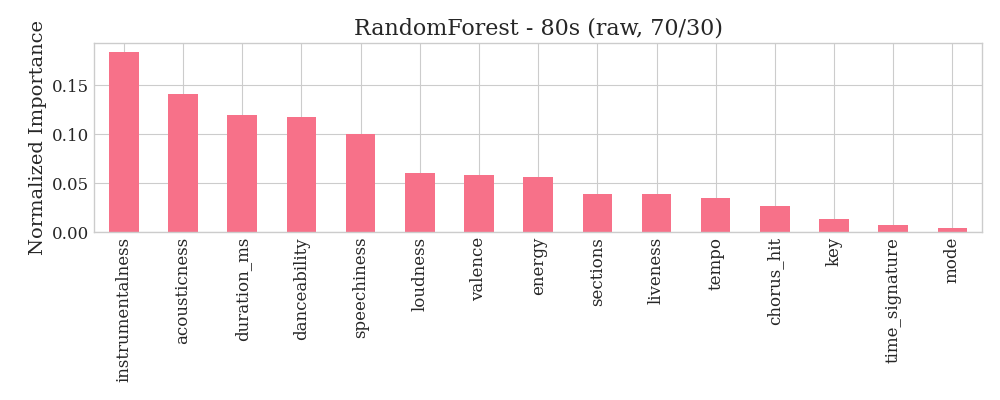 RandomForest - 80s (raw, 70/30)
Normalized Importance
0.15
0.10
0.05
0.00
instrumentalness
acousticness
duration_ms
danceability
speechiness
loudness
valence
energy
sections
liveness
tempo
chorus_hit
key
time_signature
mode